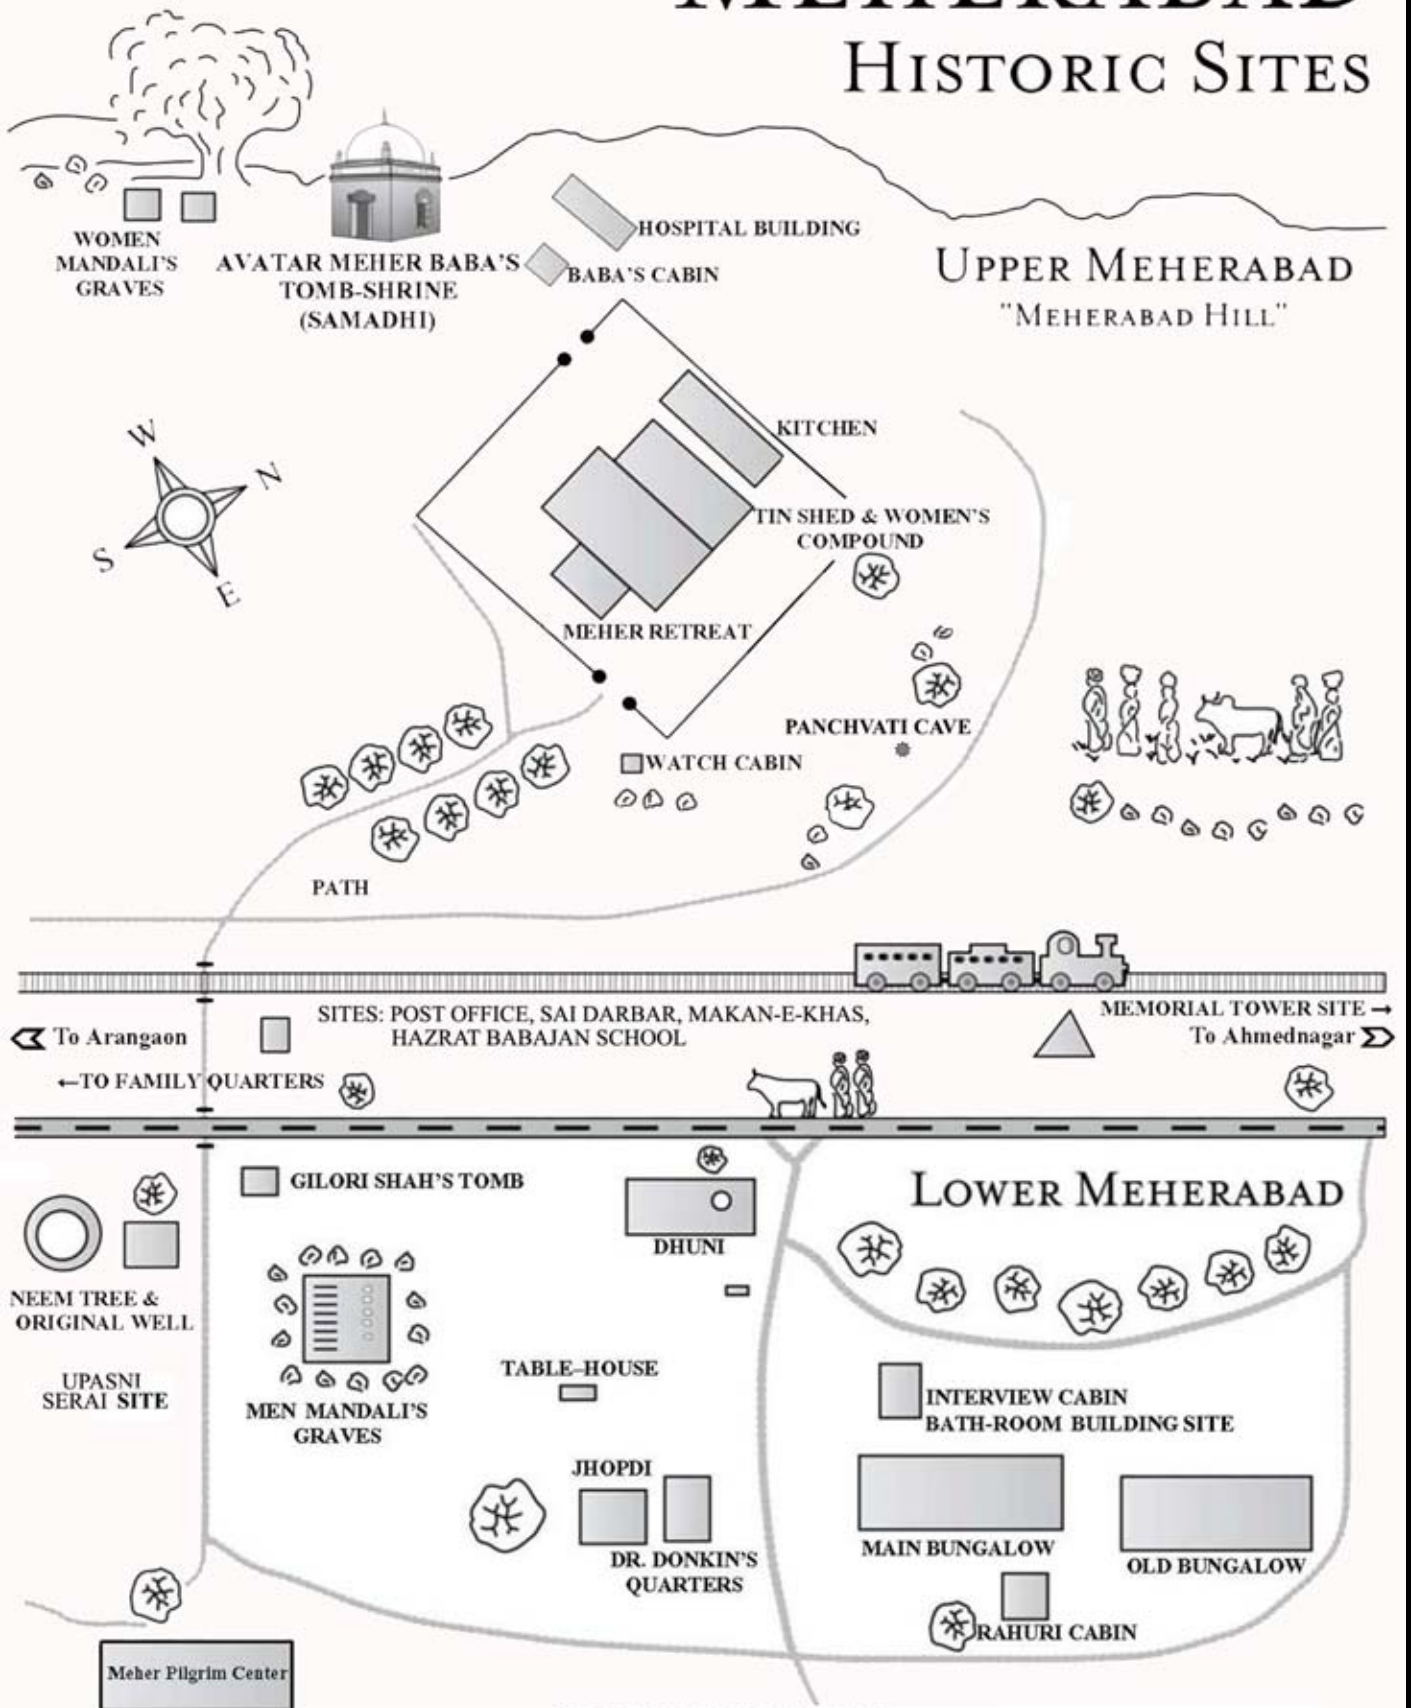 MEHERABAD
HISTORIC SITES
WOMEN
MANDALI'S
GRAVES
AVATAR MEHER BABA'S
TOMB-SHRINE
(SAMADHI)
HOSPITAL BUILDING
BABA'S CABIN
UPPER MEHERABAD
"MEHERABAD HILL"
W
N
S
E
KITCHEN
TIN SHED & WOMEN'S
COMPOUND
MEHER RETREAT
PANCHVATI CAVE
WATCH CABIN
PATH
SITES: POST OFFICE, SAI DARBAR, MAKAN-E-KHAS,
HAZRAT BABAJAN SCHOOL
MEMORIAL TOWER SITE →
To Arangaon
To Ahmednagar
←TO FAMILY QUARTERS
GILORI SHAH'S TOMB
LOWER MEHERABAD
DHUNI
NEEM TREE &
ORIGINAL WELL
UPASNI
SERAI SITE
MEN MANDALI'S
GRAVES
TABLE–HOUSE
INTERVIEW CABIN
BATH-ROOM BUILDING SITE
JHOPDI
DR. DONKIN'S
QUARTERS
MAIN BUNGALOW
OLD BUNGALOW
RAHURI CABIN
Meher Pilgrim Center